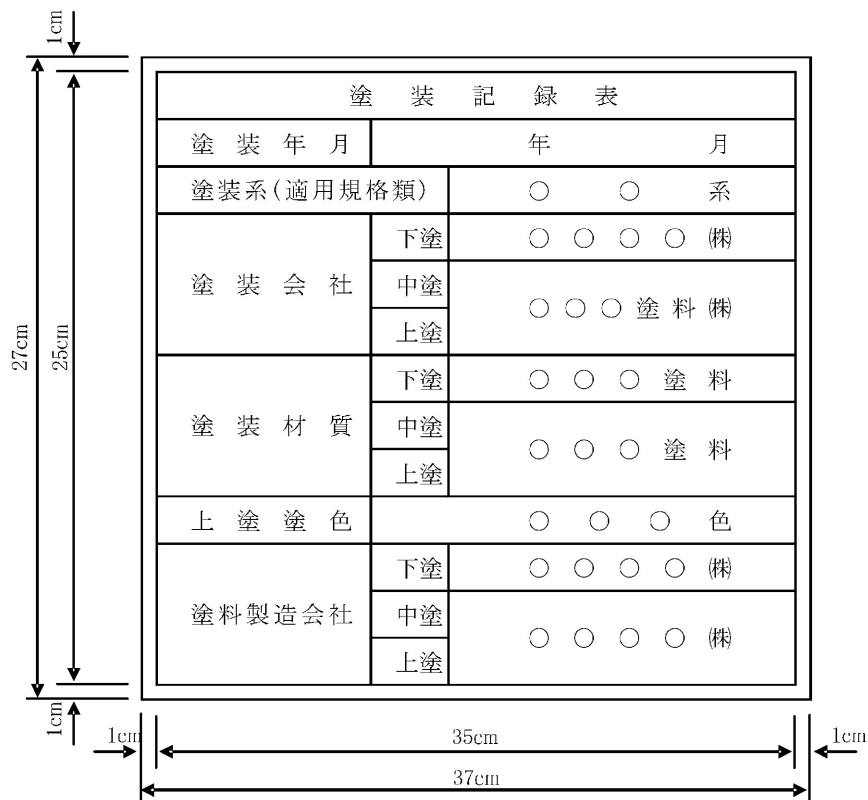 1cm
塗装記録表
塗装年月 年 月
塗装系(適用規格類) ○ ○ 系
下塗 ○○○○㈱
塗装会社 中塗 ○○○塗料㈱
上塗
下塗 ○○○塗料
塗装材質 中塗 ○○○塗料
上塗
上塗塗色 ○○○色
下塗 ○○○○㈱
塗料製造会社 中塗 ○○○○㈱
上塗
27cm
25cm
1cm
1cm 35cm 1cm
37cm